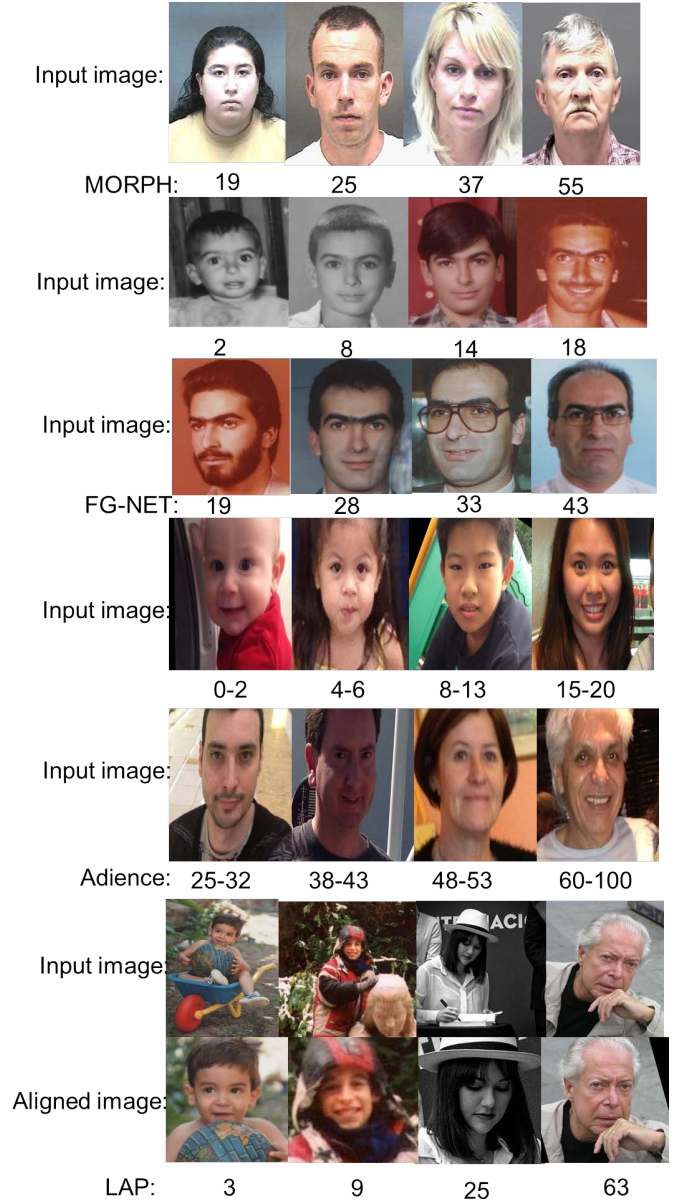 Input image:
MORPH: 19 25 37 55
Input image:
2 8 14 18
Input image:
FG-NET: 19 28 33 43
Input image:
0-2 4-6 8-13 15-20
Input image:
Adience: 25-32 38-43 48-53 60-100
Input image:
NACI
Aligned image:
LAP: 3 9 25 63